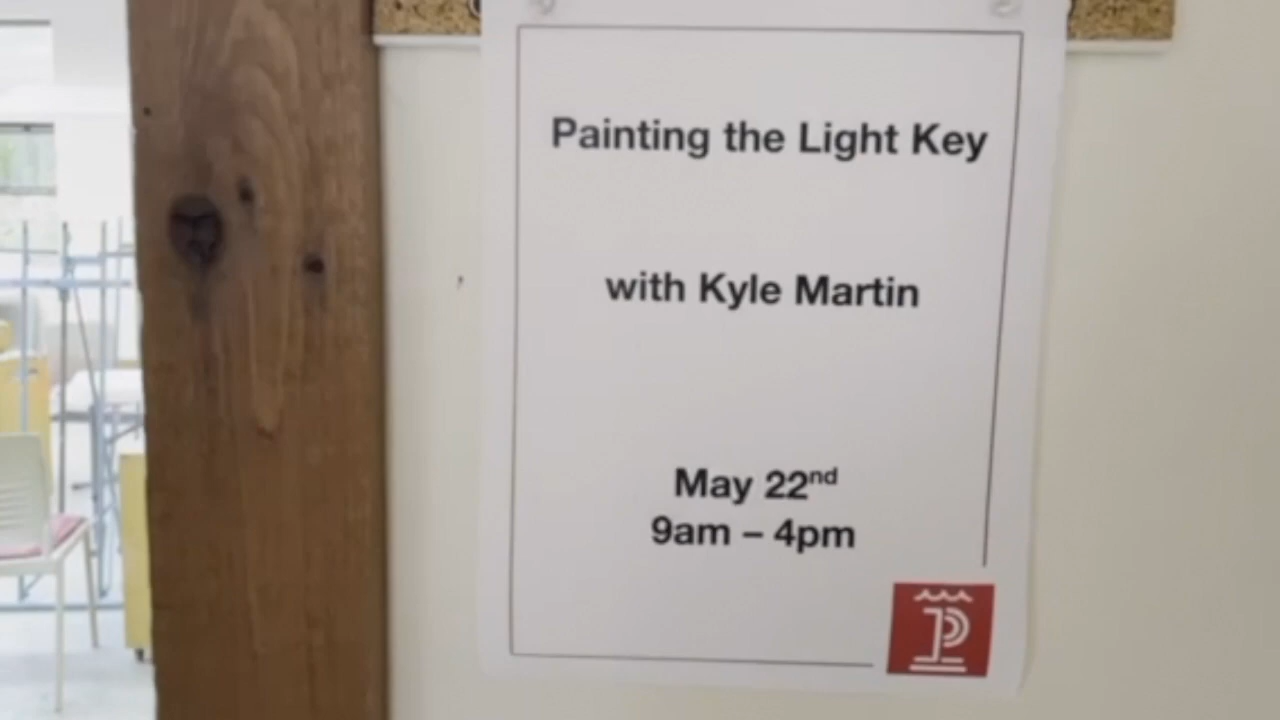 Painting the Light Key
with Kyle Martin
May 22nd
9am – 4pm
P